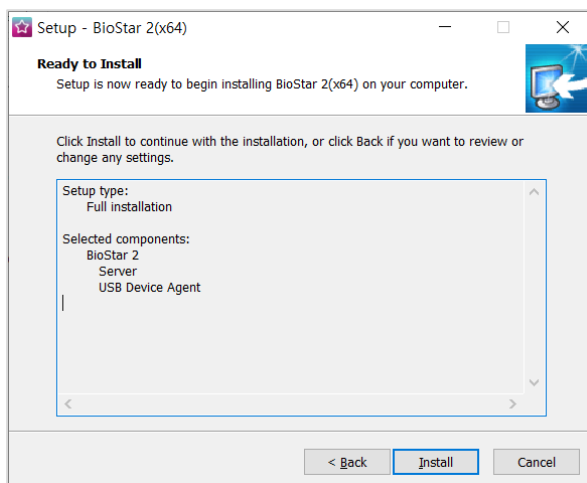 Setup - BioStar 2(x64)
Ready to Install
Setup is now ready to begin installing BioStar 2(x64) on your computer.
Click Install to continue with the installation, or click Back if you want to review or
change any settings.
Setup type:
Full installation
Selected components:
BioStar 2
Server
USB Device Agent
< Back
Install
Cancel